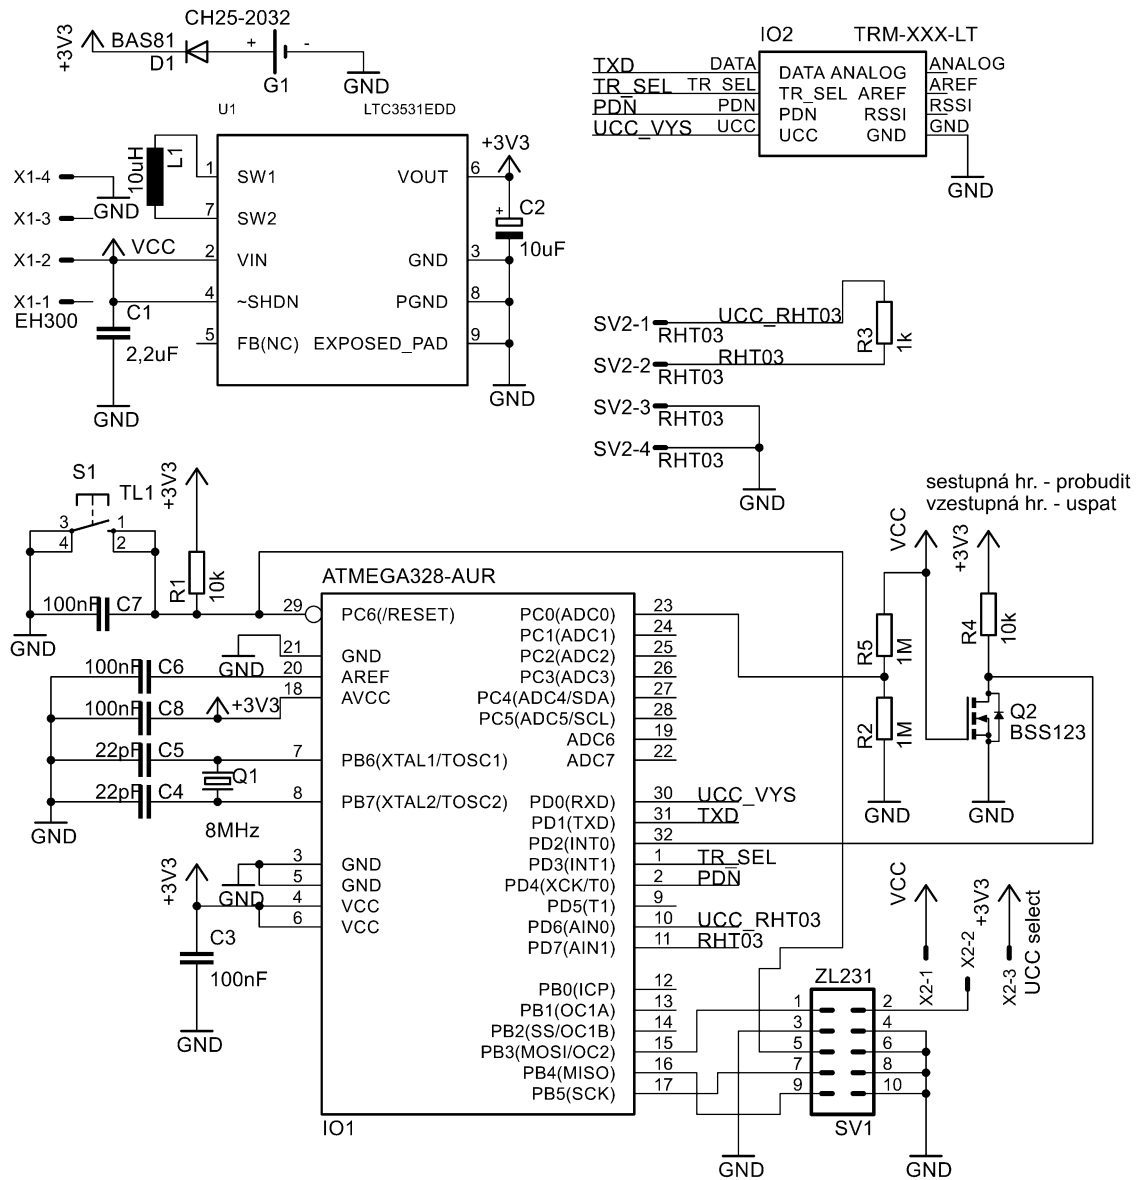 CH25-2032
+3V3
BAS81
D1
+
-
G1
GND
U1
LTC3531EDD
10uH
L1
1
SW1
7
SW2
2
VIN
4
~SHDN
5
FB(NC)
VOUT
6
GND
3
PGND
8
EXPOSED_PAD
9
X1-4
GND
X1-3
X1-2
VCC
X1-1
EH300
C1
2,2uF
GND
+3V3
+
C2
10uF
GND
IO2
TRM-XXX-LT
TXD
DATA
DATA ANALOG
ANALOG
TR_SEL
TR_SEL
TR_SEL
AREF
AREF
PDN
PDN
PDN
RSSI
RSSI
UCC_VYS
UCC
UCC
GND
GND
GND
SV2-1
RHT03
UCC_RHT03
R3
1k
SV2-2
RHT03
RHT03
SV2-3
RHT03
SV2-4
RHT03
GND
sestupná hr. - probudit
vzestupná hr. - uspat
S1
TL1
3
1
4
2
+3V3
R1
10k
100nF
C7
GND
ATMEGA328-AUR
29
PC6(/RESET)
21
GND
GND
20
AREF
18
AVCC
+3V3
100nF
C6
100nF
C8
22pF
C5
22pF
C4
GND
Q1
8MHz
7
PB6(XTAL1/TOSC1)
8
PB7(XTAL2/TOSC2)
3
GND
5
GND
4
VCC
6
VCC
GND
+3V3
C3
100nF
GND
IO1
PC0(ADC0)
23
PC1(ADC1)
24
PC2(ADC2)
25
PC3(ADC3)
26
PC4(ADC4/SDA)
27
PC5(ADC5/SCL)
28
ADC6
19
ADC7
22
PD0(RXD)
30
UCC_VYS
PD1(TXD)
31
TXD
PD2(INT0)
32
PD3(INT1)
1
TR_SEL
PD4(XCK/T0)
2
PDN
PD5(T1)
9
PD6(AIN0)
10
UCC_RHT03
PD7(AIN1)
11
RHT03
PB0(ICP)
12
PB1(OC1A)
13
PB2(SS/OC1B)
14
PB3(MOSI/OC2)
15
PB4(MISO)
16
PB5(SCK)
17
VCC
+3V3
R5
1M
R4
10k
R2
1M
Q2
BSS123
GND
GND
VCC
+3V3
X2-1
X2-2
X2-3
UCC select
ZL231
1
2
3
4
5
6
7
8
9
10
SV1
GND
GND